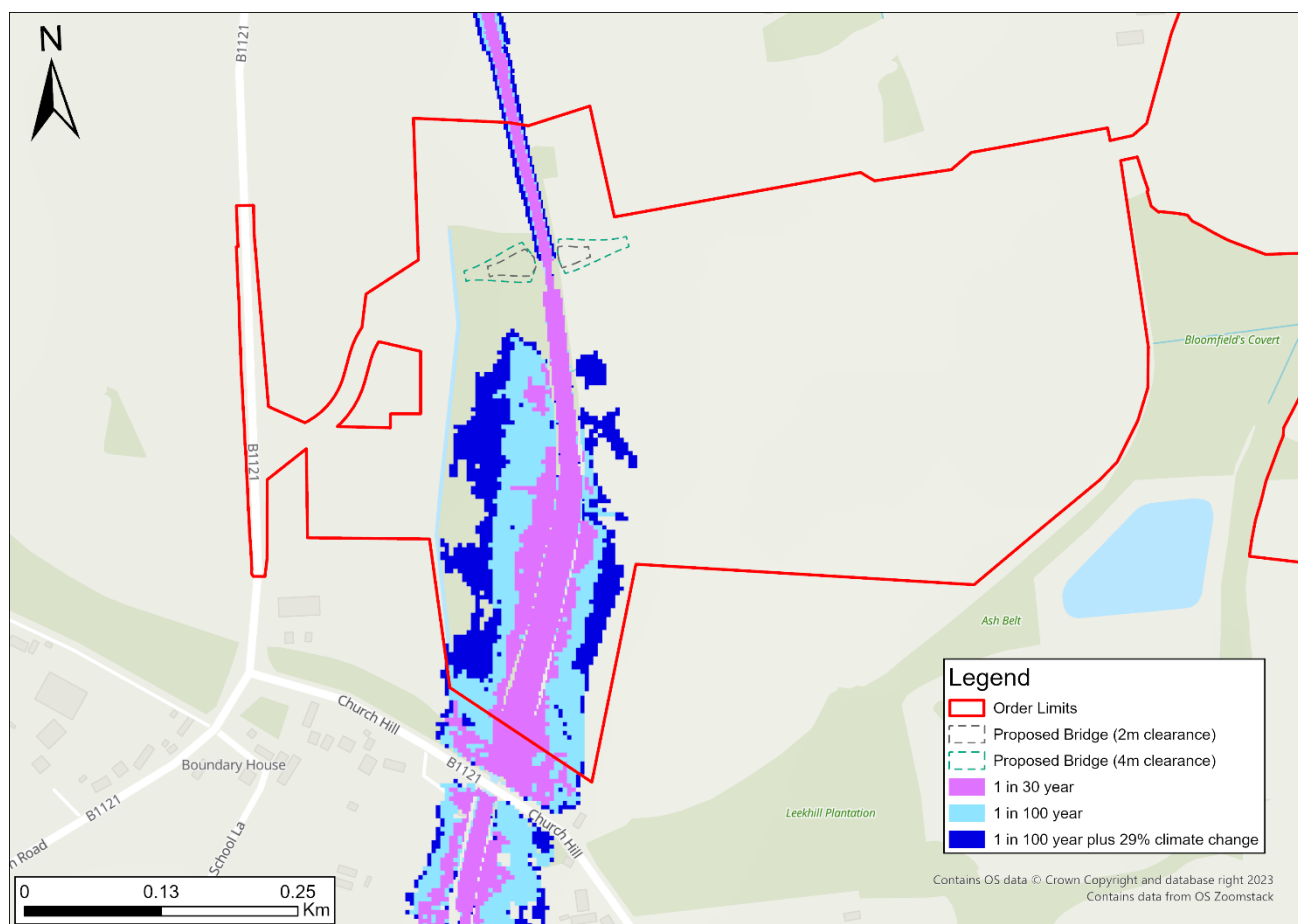 N
B1121
Bloomfield's Covert
B1121
Ash Belt
Church Hill
Boundary House
B1121
B1121
Church Hill
School La
n Road
Leekhill Plantation
Legend
Order Limits
Proposed Bridge (2m clearance)
Proposed Bridge (4m clearance)
1 in 30 year
1 in 100 year
1 in 100 year plus 29% climate change
0 0.13 0.25
Km
Contains OS data © Crown Copyright and database right 2023
Contains data from OS Zoomstack